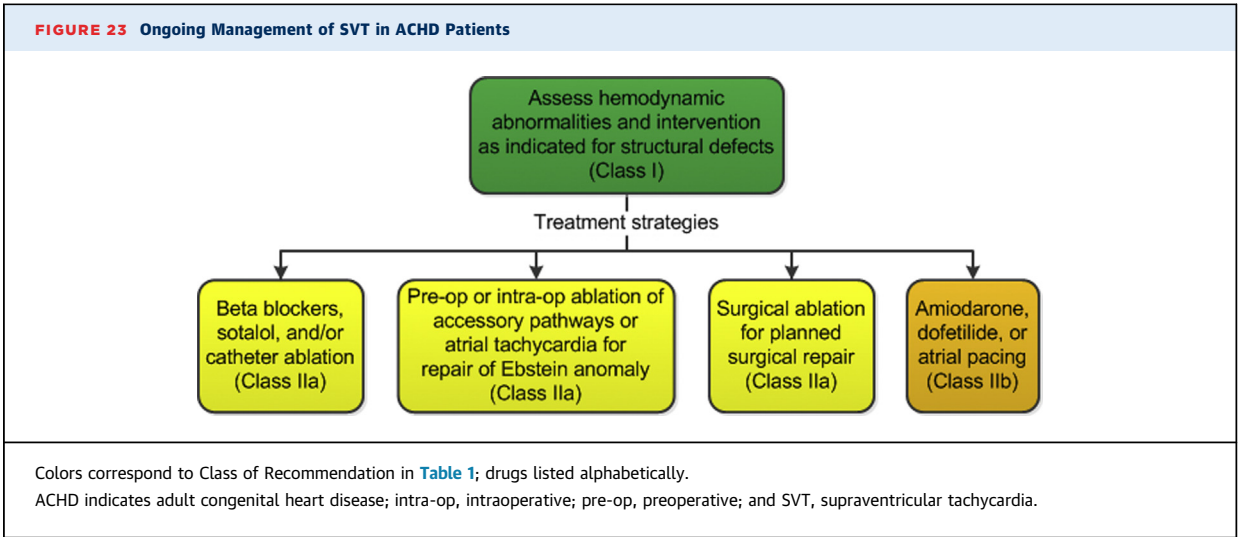 FIGURE 23 Ongoing Management of SVT in ACHD Patients
Assess hemodynamic
abnormalities and intervention
as indicated for structural defects
(Class I)
Treatment strategies
Beta blockers,
sotalol, and/or
catheter ablation
(Class IIa)
Pre-op or intra-op ablation of
accessory pathways or
atrial tachycardia for
repair of Ebstein anomaly
(Class IIa)
Surgical ablation
for planned
surgical repair
(Class IIa)
Amiodarone,
dofetilide, or
atrial pacing
(Class IIb)
Colors correspond to Class of Recommendation in Table 1; drugs listed alphabetically.
ACHD indicates adult congenital heart disease; intra-op, intraoperative; pre-op, preoperative; and SVT, supraventricular tachycardia.